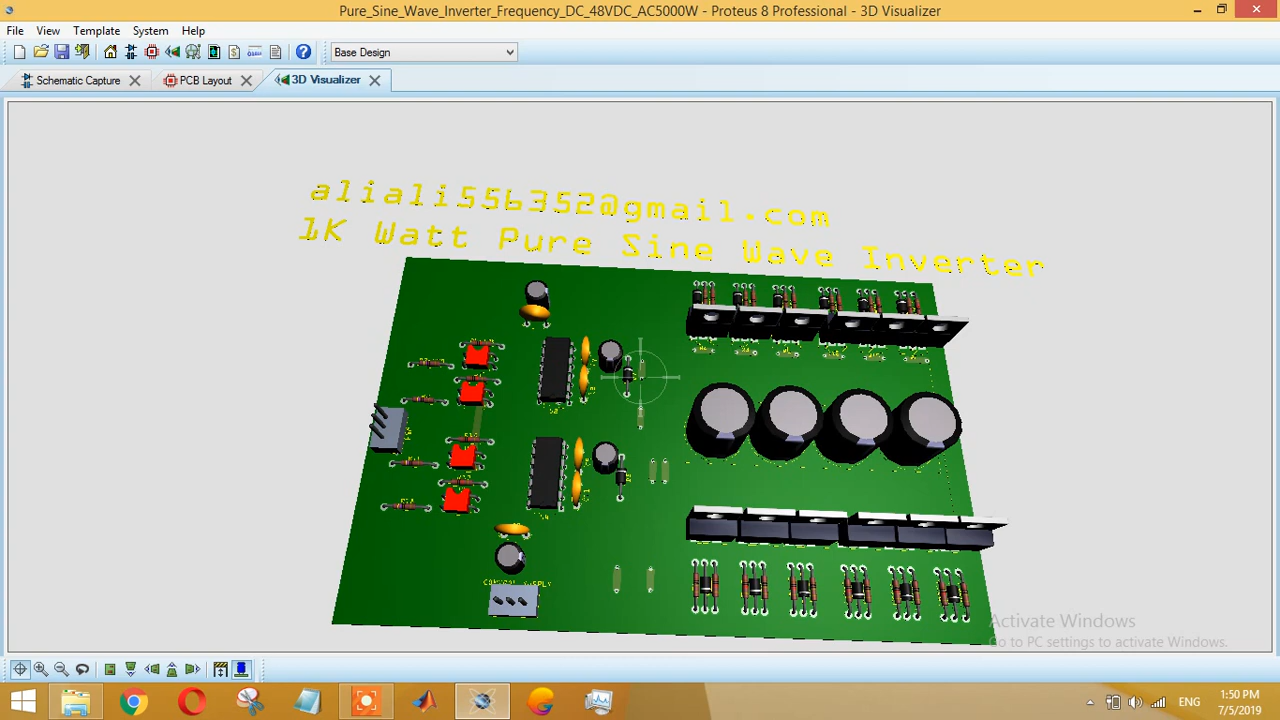 Pure_Sine_Wave_Inverter_Frequency_DC_48VDC_AC5000W - Proteus 8 Professional - 3D Visualizer
File View Template System Help
Base Design
Schematic Capture PCB Layout 3D Visualizer
aliali556352@gmail.com
1K Watt Pure Sine Wave Inverter
Activate Windows
Go to PC settings to activate Windows.
ENG
1:50 PM
7/5/2019